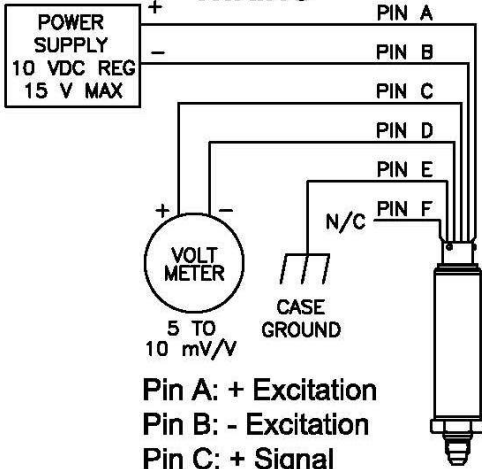 PIN A
POWER
SUPPLY
10 VDC REG
15 V MAX
+
−
PIN B
PIN C
PIN D
PIN E
PIN F
N/C
+ −
VOLT
METER
5 TO
10 mV/V
CASE
GROUND
Pin A: + Excitation
Pin B: - Excitation
Pin C: + Signal